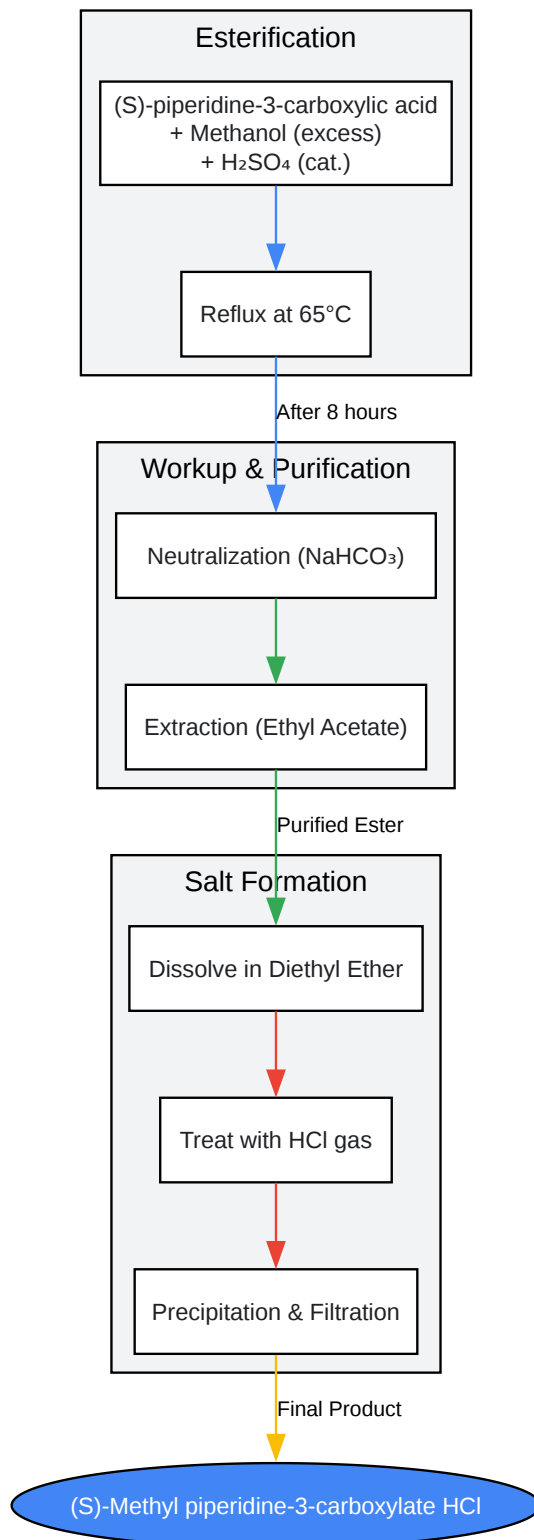 Esterification
(S)-piperidine-3-carboxylic acid
+ Methanol (excess)
+ H₂SO₄ (cat.)
Reflux at 65°C
After 8 hours
Workup & Purification
Neutralization (NaHCO₃)
Extraction (Ethyl Acetate)
Purified Ester
Salt Formation
Dissolve in Diethyl Ether
Treat with HCl gas
Precipitation & Filtration
Final Product
(S)-Methyl piperidine-3-carboxylate HCl